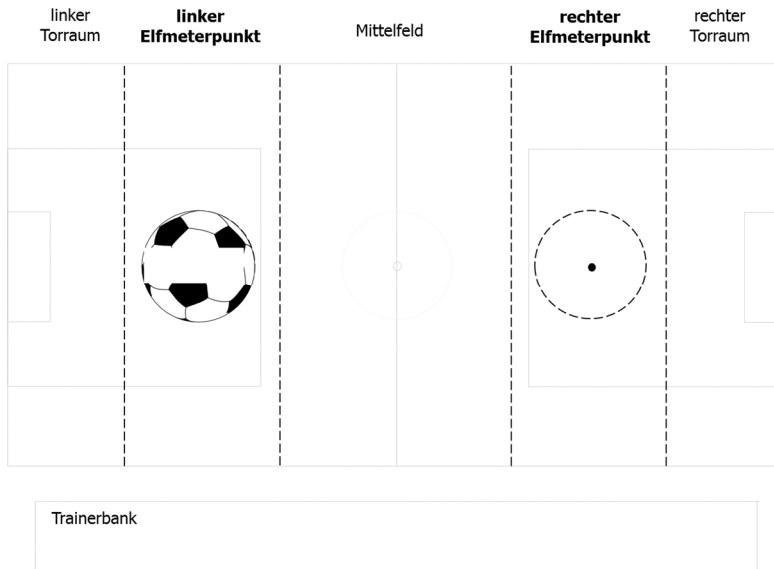 linker
Torraum
linker
Elfmeterpunkt
Mittelfeld
rechter
Elfmeterpunkt
rechter
Torraum
Trainerbank